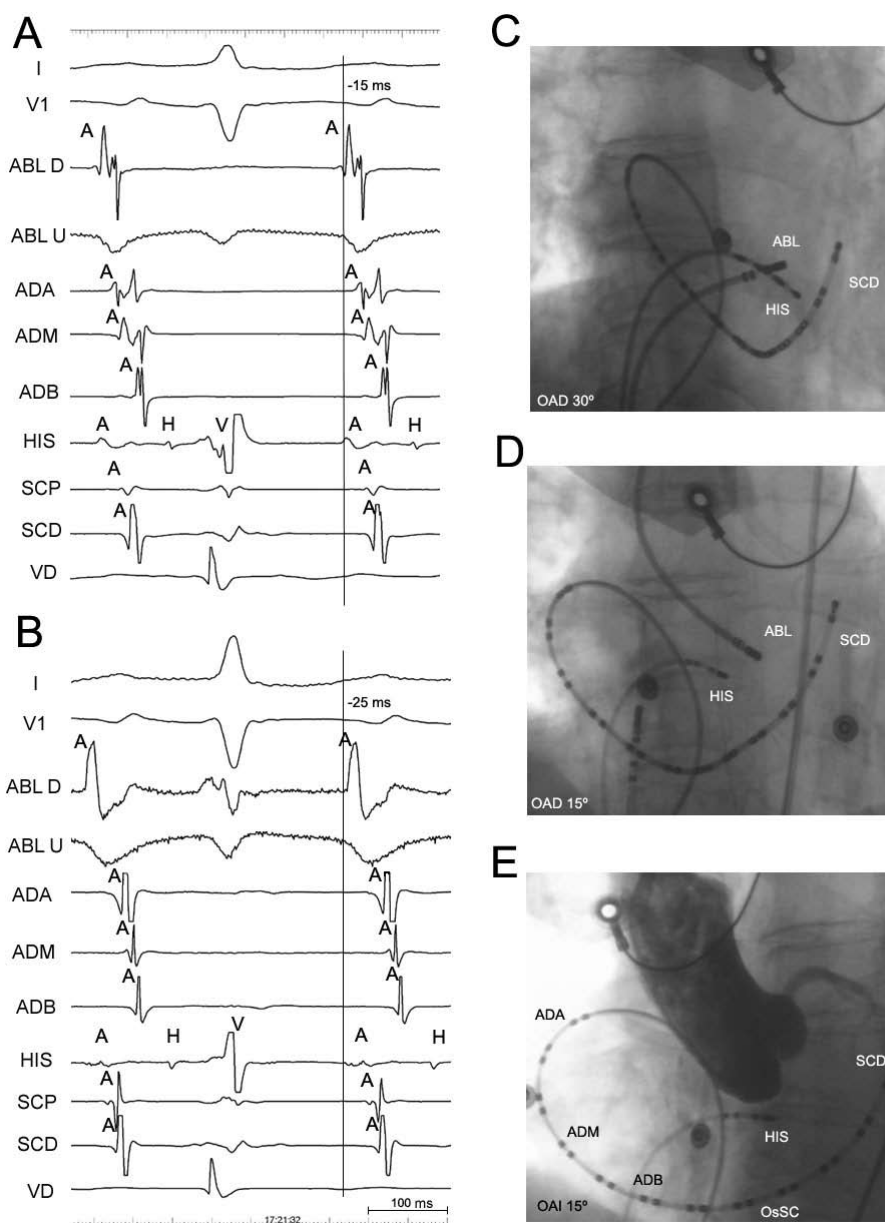 A
I
-15 ms
V1
A
A
ABL D
ABL U
A
A
ADA
A
A
ADM
A
A
ADB
A
H
V
A
H
HIS
A
A
SCP
A
A
SCD
VD
B
I
-25 ms
V1
A
A
ABL D
ABL U
A
A
ADA
A
A
ADM
A
A
ADB
A
H
V
A
H
HIS
A
A
SCP
A
A
SCD
VD
100 ms
17:21:32
C
ABL
SCD
HIS
OAD 30º
D
ABL
SCD
HIS
OAD 15º
E
ADA
SCD
ADM
HIS
ADB
OsSC
OAI 15º